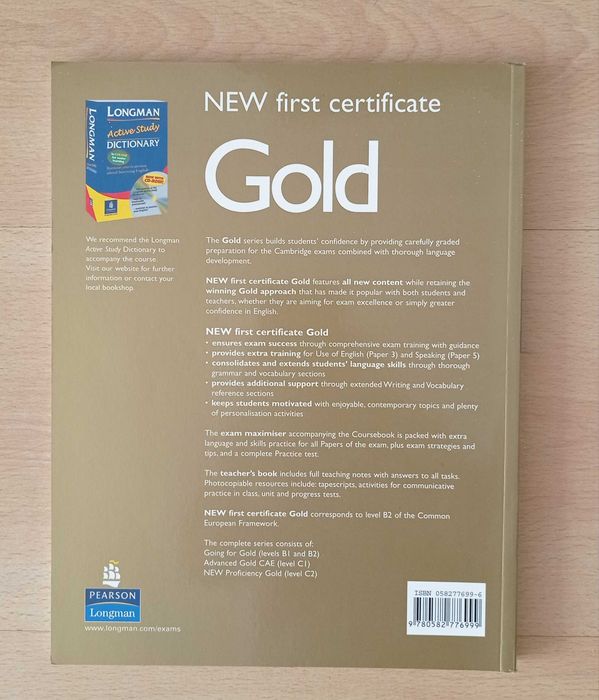 NEW first certificate
Gold
LONGMAN
LONGMAN
Active Study
DICTIONARY
We recommend the Longman
Active Study Dictionary to
accompany the course.
Visit our website for further
information or contact your
local bookshop.
The Gold series builds students' confidence by providing carefully graded
preparation for the Cambridge exams combined with thorough language
development.
NEW first certificate Gold features all new content while retaining the
winning Gold approach that has made it popular with both students and
teachers, whether they are aiming for exam excellence or simply greater
confidence in English.
NEW first certificate Gold
• ensures exam success through comprehensive exam training with guidance
• provides extra training for Use of English (Paper 3) and Speaking (Paper 5)
• consolidates and extends students' language skills through thorough
grammar and vocabulary sections
• provides additional support through extended Writing and Vocabulary
reference sections
• keeps students motivated with enjoyable, contemporary topics and plenty
of personalisation activities
The exam maximiser accompanying the Coursebook is packed with extra
language and skills practice for all Papers of the exam, plus exam strategies and
tips, and a complete Practice test.
The teacher's book includes full teaching notes with answers to all tasks.
Photocopiable resources include: tapescripts, activities for communicative
practice in class, unit and progress tests.
NEW first certificate Gold corresponds to level B2 of the Common
European Framework.
The complete series consists of:
Going for Gold (levels B1 and B2)
Advanced Gold CAE (level C1)
NEW Proficiency Gold (level C2)
PEARSON
Longman
www.longman.com/exams
ISBN 058277699-6
9 780582 776999